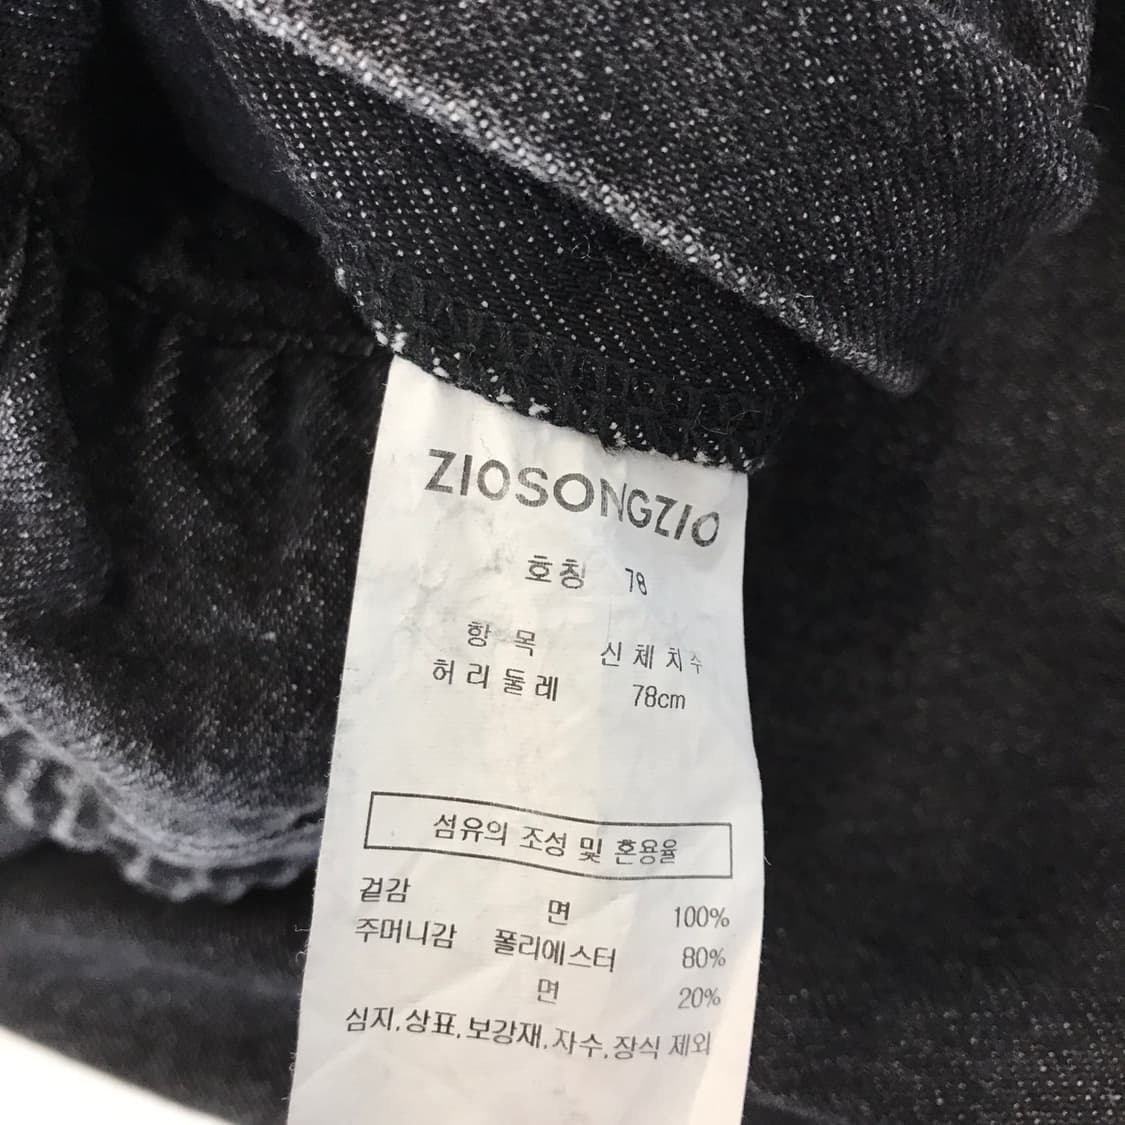 ZIOSONGZIO
호칭 78
항 목 신체치수
허리둘레 78cm
섬유의 조성 및 혼용율
겉감 면 100%
주머니감 폴리에스터 80%
면 20%
심지,상표,보강재,자수,장식 제외